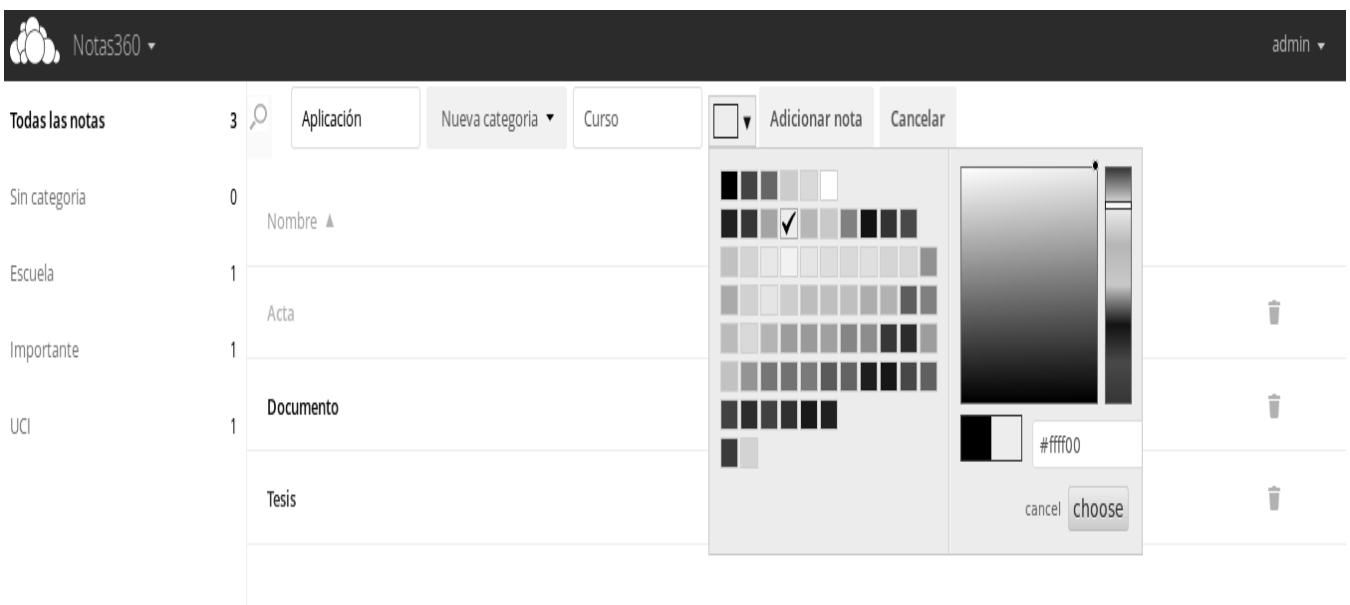 Notas360
admin
Todas las notas 3
Aplicación Nueva categoria Curso Adicionar nota Cancelar
Sin categoria 0
Nombre
Escuela 1
Acta
Importante 1
Documento
UCI 1
#ffff00
Tesis
cancel choose